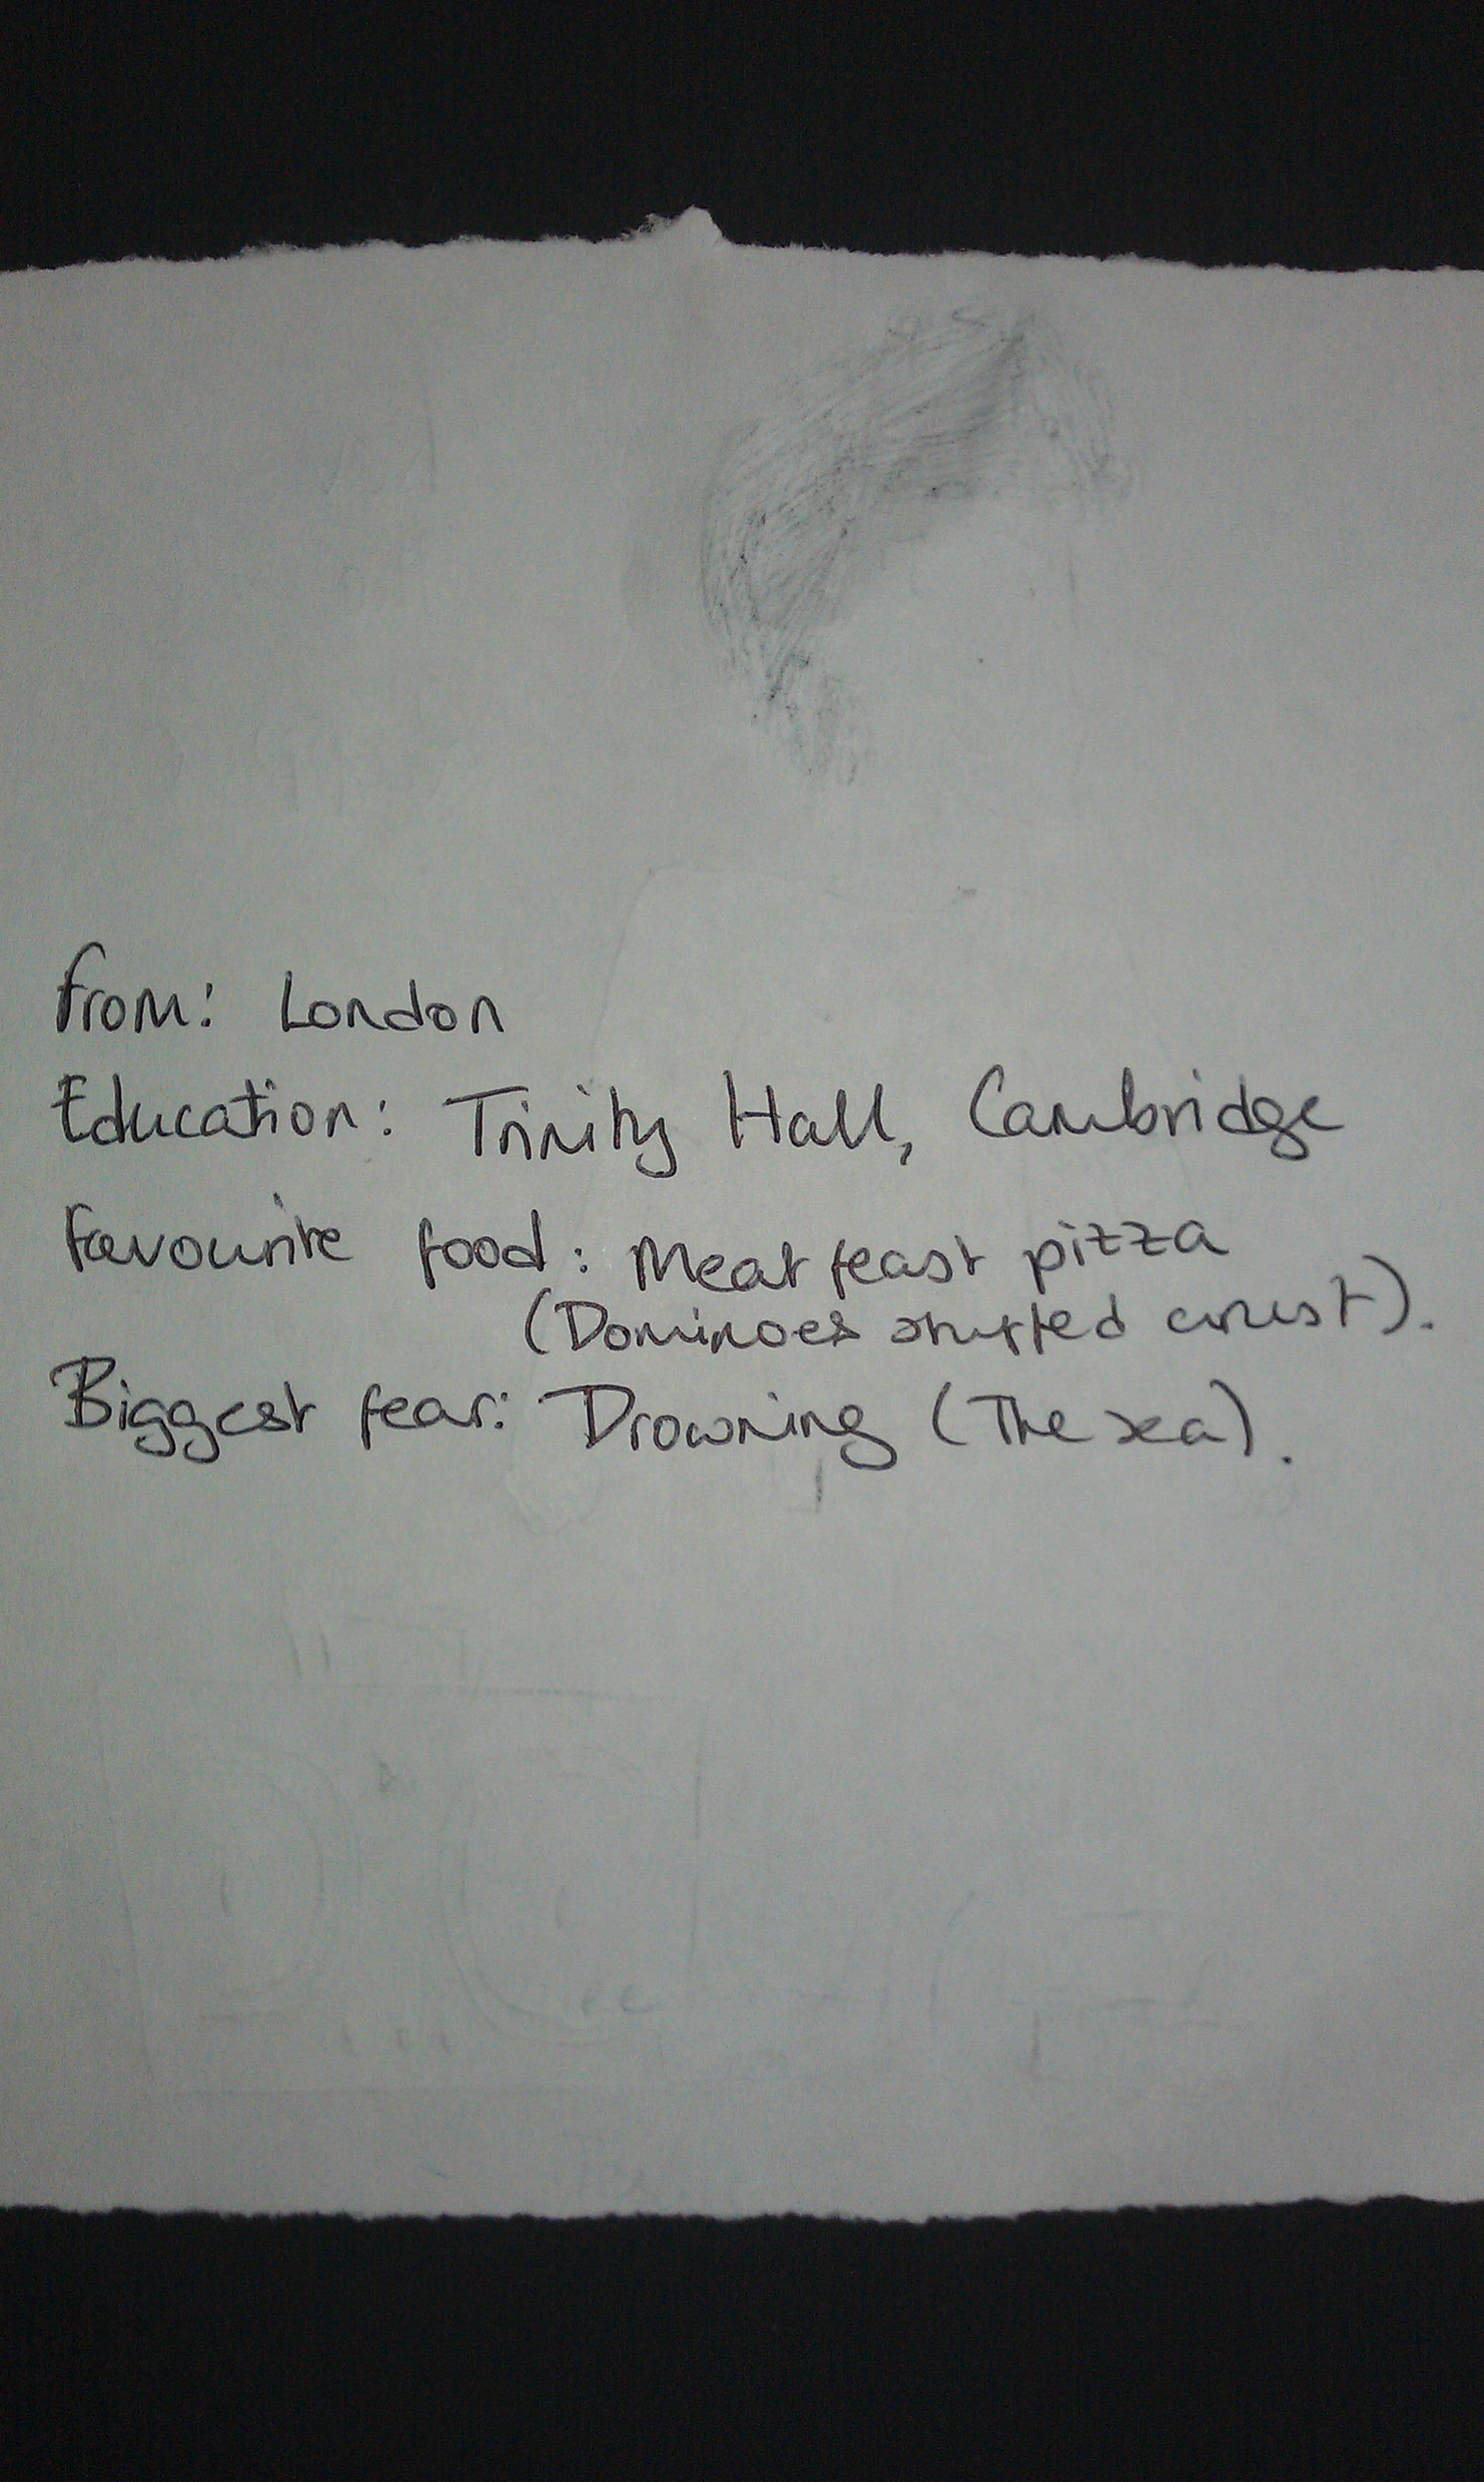 From: London
Education: Trinity Hall, Cambridge
Favourite food: Meat feast pizza
(Dominoes stuffed crust).
Biggest fear: Drowning (The sea).